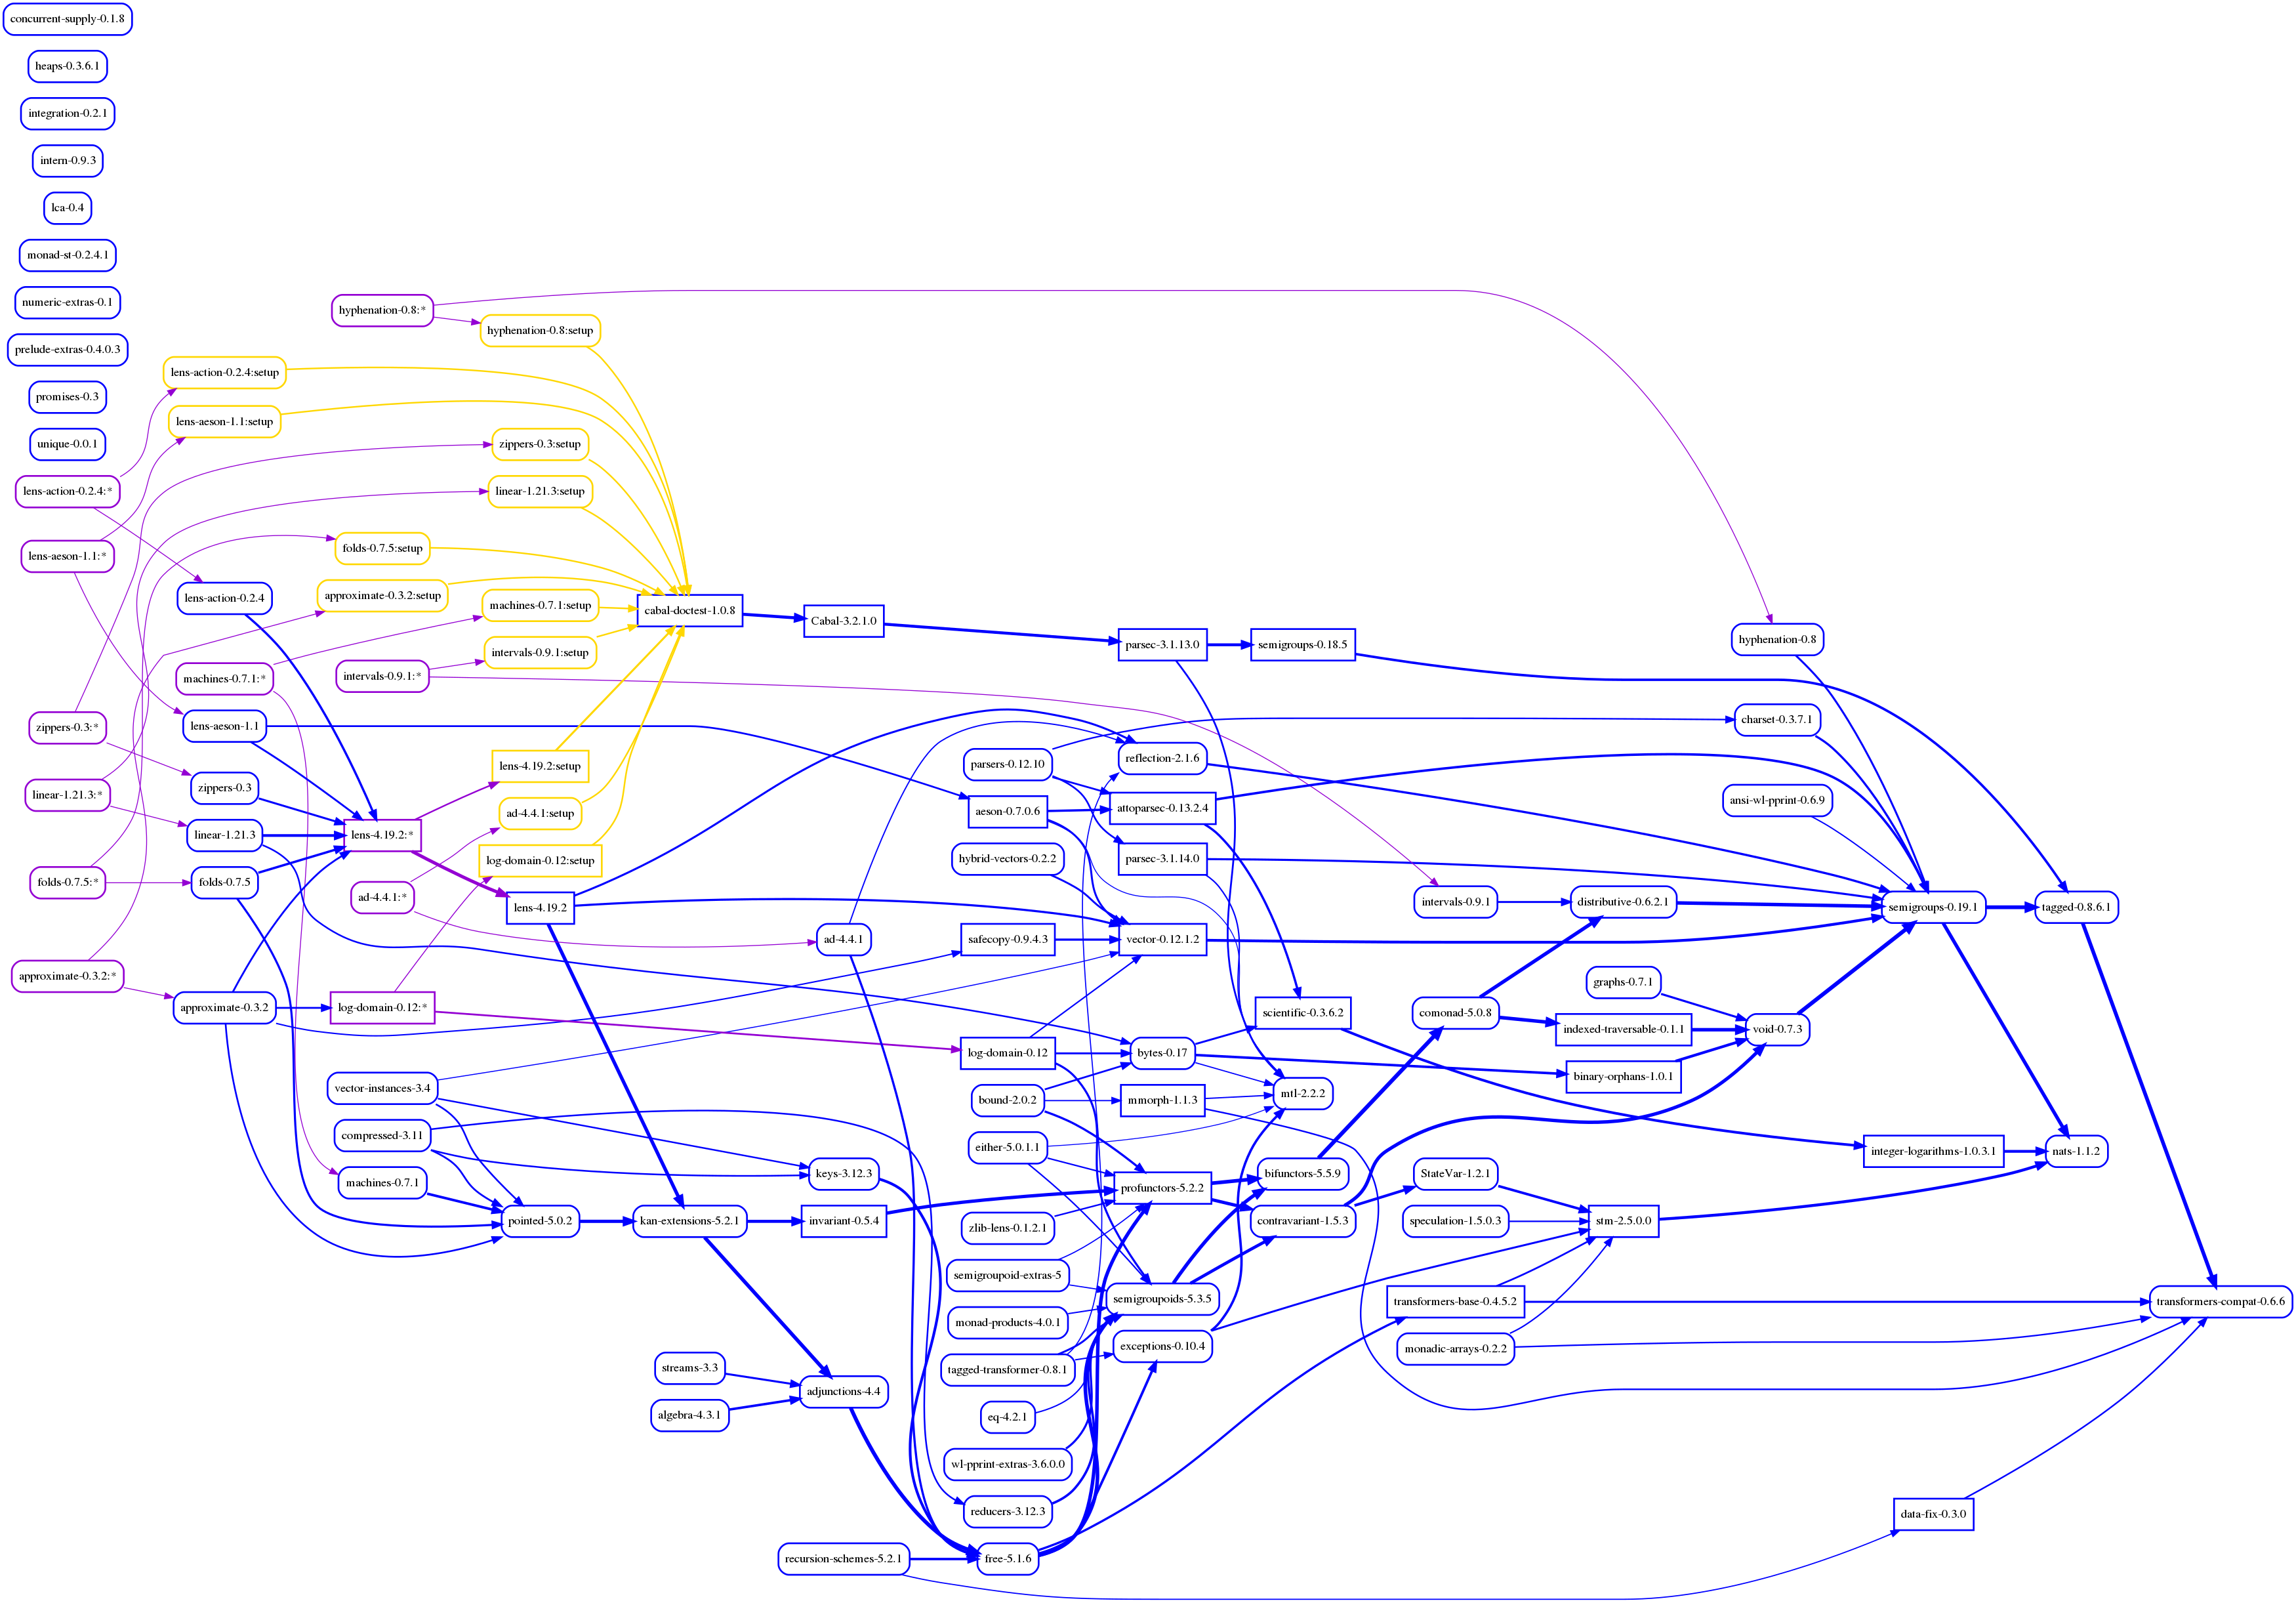 concurrent-supply-0.1.8
heaps-0.3.6.1
integration-0.2.1
intern-0.9.3
lca-0.4
monad-st-0.2.4.1
numeric-extras-0.1
prelude-extras-0.4.0.3
promises-0.3
unique-0.0.1
lens-action-0.2.4:*
lens-aeson-1.1:*
zippers-0.3:*
linear-1.21.3:*
folds-0.7.5:*
approximate-0.3.2:*
lens-action-0.2.4:setup
lens-aeson-1.1:setup
lens-action-0.2.4
machines-0.7.1:*
lens-aeson-1.1
zippers-0.3
linear-1.21.3
folds-0.7.5
approximate-0.3.2
hyphenation-0.8:*
folds-0.7.5:setup
approximate-0.3.2:setup
intervals-0.9.1:*
lens-4.19.2:*
ad-4.4.1:*
log-domain-0.12:*
vector-instances-3.4
compressed-3.11
machines-0.7.1
hyphenation-0.8:setup
zippers-0.3:setup
linear-1.21.3:setup
machines-0.7.1:setup
intervals-0.9.1:setup
lens-4.19.2:setup
ad-4.4.1:setup
log-domain-0.12:setup
lens-4.19.2
pointed-5.0.2
cabal-doctest-1.0.8
kan-extensions-5.2.1
streams-3.3
algebra-4.3.1
Cabal-3.2.1.0
ad-4.4.1
keys-3.12.3
invariant-0.5.4
adjunctions-4.4
recursion-schemes-5.2.1
parsers-0.12.10
aeson-0.7.0.6
hybrid-vectors-0.2.2
safecopy-0.9.4.3
log-domain-0.12
bound-2.0.2
either-5.0.1.1
zlib-lens-0.1.2.1
semigroupoid-extras-5
monad-products-4.0.1
tagged-transformer-0.8.1
eq-4.2.1
wl-pprint-extras-3.6.0.0
reducers-3.12.3
free-5.1.6
parsec-3.1.13.0
reflection-2.1.6
attoparsec-0.13.2.4
parsec-3.1.14.0
vector-0.12.1.2
bytes-0.17
mmorph-1.1.3
profunctors-5.2.2
semigroupoids-5.3.5
exceptions-0.10.4
semigroups-0.18.5
scientific-0.3.6.2
mtl-2.2.2
bifunctors-5.5.9
contravariant-1.5.3
intervals-0.9.1
comonad-5.0.8
StateVar-1.2.1
speculation-1.5.0.3
transformers-base-0.4.5.2
monadic-arrays-0.2.2
distributive-0.6.2.1
graphs-0.7.1
indexed-traversable-0.1.1
binary-orphans-1.0.1
stm-2.5.0.0
hyphenation-0.8
charset-0.3.7.1
ansi-wl-pprint-0.6.9
void-0.7.3
semigroups-0.19.1
integer-logarithms-1.0.3.1
data-fix-0.3.0
tagged-0.8.6.1
nats-1.1.2
transformers-compat-0.6.6